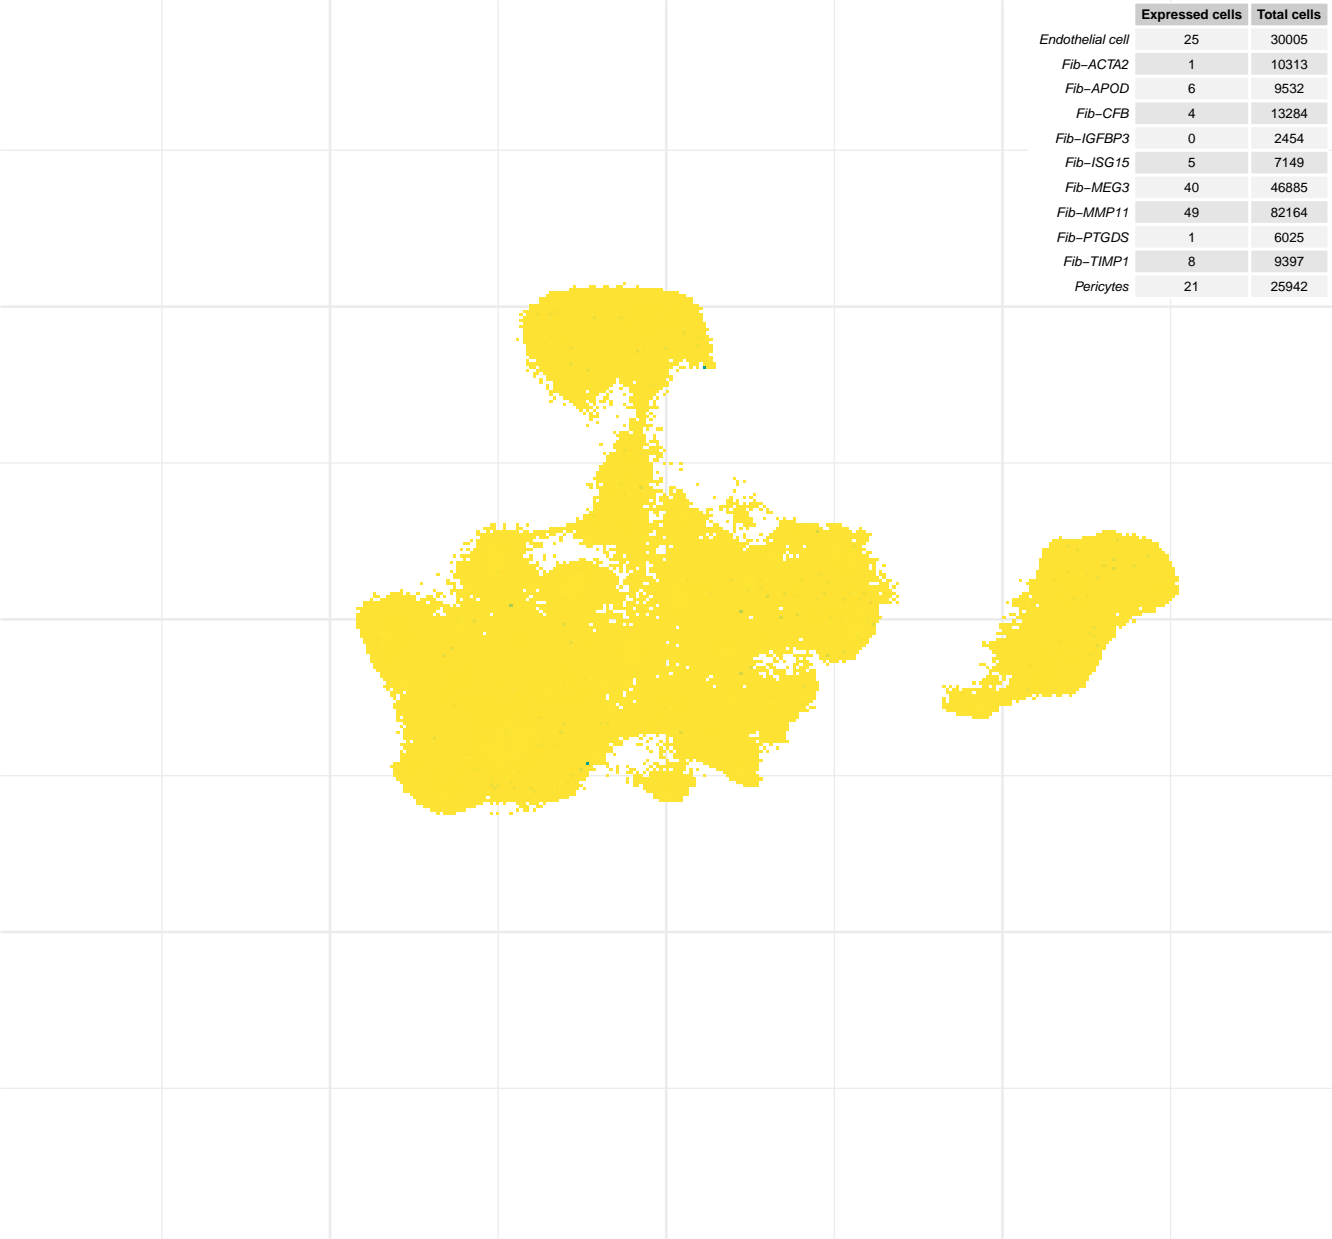 Expressed cells Total cells
Endothelial cell 25 30005
Fib−ACTA2 1 10313
Fib−APOD 6 9532
Fib−CFB 4 13284
Fib−IGFBP3 0 2454
Fib−ISG15 5 7149
Fib−MEG3 40 46885
Fib−MMP11 49 82164
Fib−PTGDS 1 6025
Fib−TIMP1 8 9397
Pericytes 21 25942